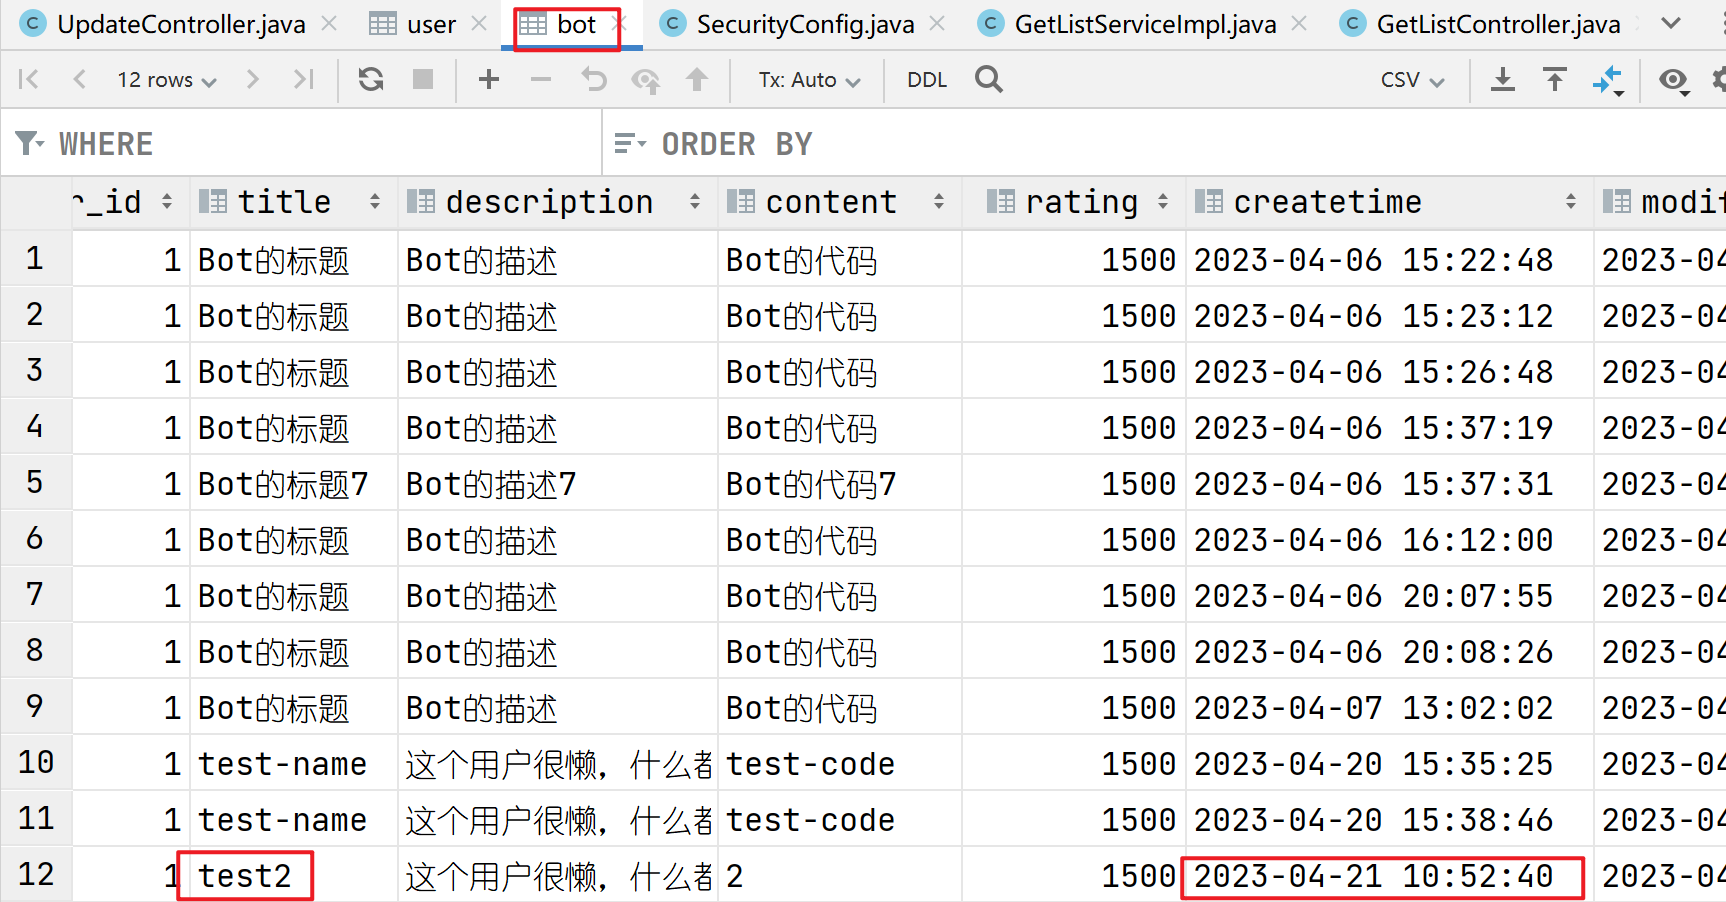 C UpdateController.java user bot C SecurityConfig.java C GetListServiceImpl.java C GetListController.java
12 rows Tx: Auto DDL CSV
WHERE ORDER BY
r_id title description content rating createtime modif
1 1 Bot的标题 Bot的描述 Bot的代码 1500 2023-04-06 15:22:48 2023-04
2 1 Bot的标题 Bot的描述 Bot的代码 1500 2023-04-06 15:23:12 2023-04
3 1 Bot的标题 Bot的描述 Bot的代码 1500 2023-04-06 15:26:48 2023-04
4 1 Bot的标题 Bot的描述 Bot的代码 1500 2023-04-06 15:37:19 2023-04
5 1 Bot的标题7 Bot的描述7 Bot的代码7 1500 2023-04-06 15:37:31 2023-04
6 1 Bot的标题 Bot的描述 Bot的代码 1500 2023-04-06 16:12:00 2023-04
7 1 Bot的标题 Bot的描述 Bot的代码 1500 2023-04-06 20:07:55 2023-04
8 1 Bot的标题 Bot的描述 Bot的代码 1500 2023-04-06 20:08:26 2023-04
9 1 Bot的标题 Bot的描述 Bot的代码 1500 2023-04-07 13:02:02 2023-04
10 1 test-name 这个用户很懒，什么都 test-code 1500 2023-04-20 15:35:25 2023-04
11 1 test-name 这个用户很懒，什么都 test-code 1500 2023-04-20 15:38:46 2023-04
12 1 test2 这个用户很懒，什么都 2 1500 2023-04-21 10:52:40 2023-04